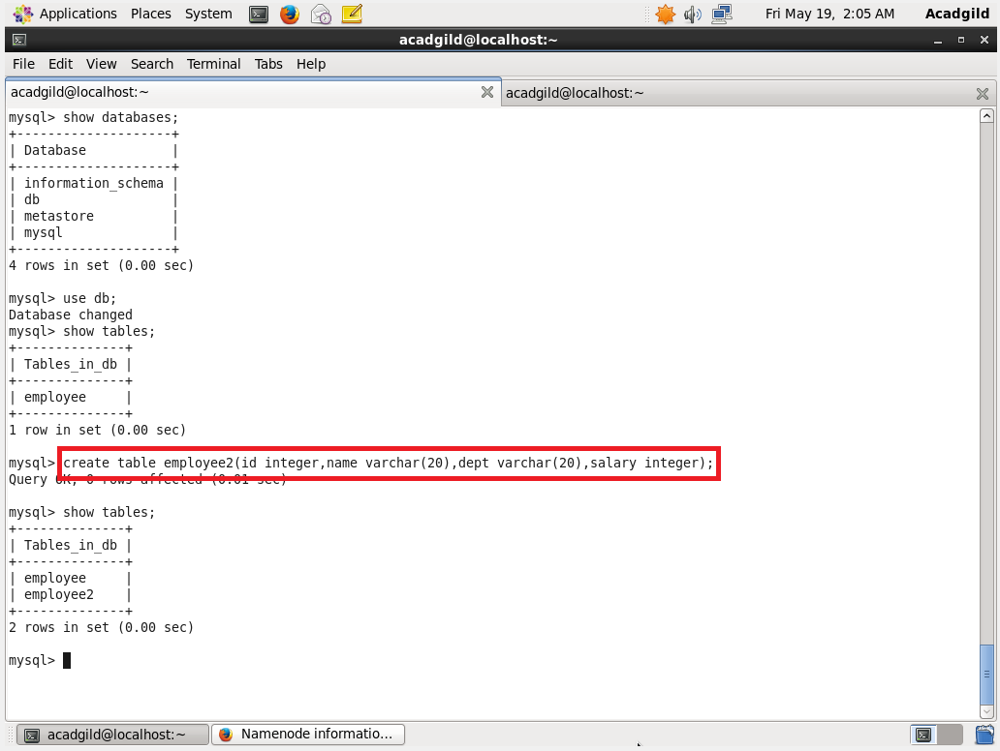 Applications Places System Fri May 19, 2:05 AM Acadgild
acadgild@localhost:~
File Edit View Search Terminal Tabs Help
acadgild@localhost:~ acadgild@localhost:~
mysql> show databases;
+--------------------+
| Database           |
+--------------------+
| information_schema |
| db                 |
| metastore          |
| mysql              |
+--------------------+
4 rows in set (0.00 sec)
mysql> use db;
Database changed
mysql> show tables;
+--------------+
| Tables_in_db |
+--------------+
| employee     |
+--------------+
1 row in set (0.00 sec)
mysql> create table employee2(id integer,name varchar(20),dept varchar(20),salary integer);
Query OK, 0 rows affected (0.01 sec)
mysql> show tables;
+--------------+
| Tables_in_db |
+--------------+
| employee     |
| employee2    |
+--------------+
2 rows in set (0.00 sec)
mysql>
acadgild@localhost:~ Namenode informatio...